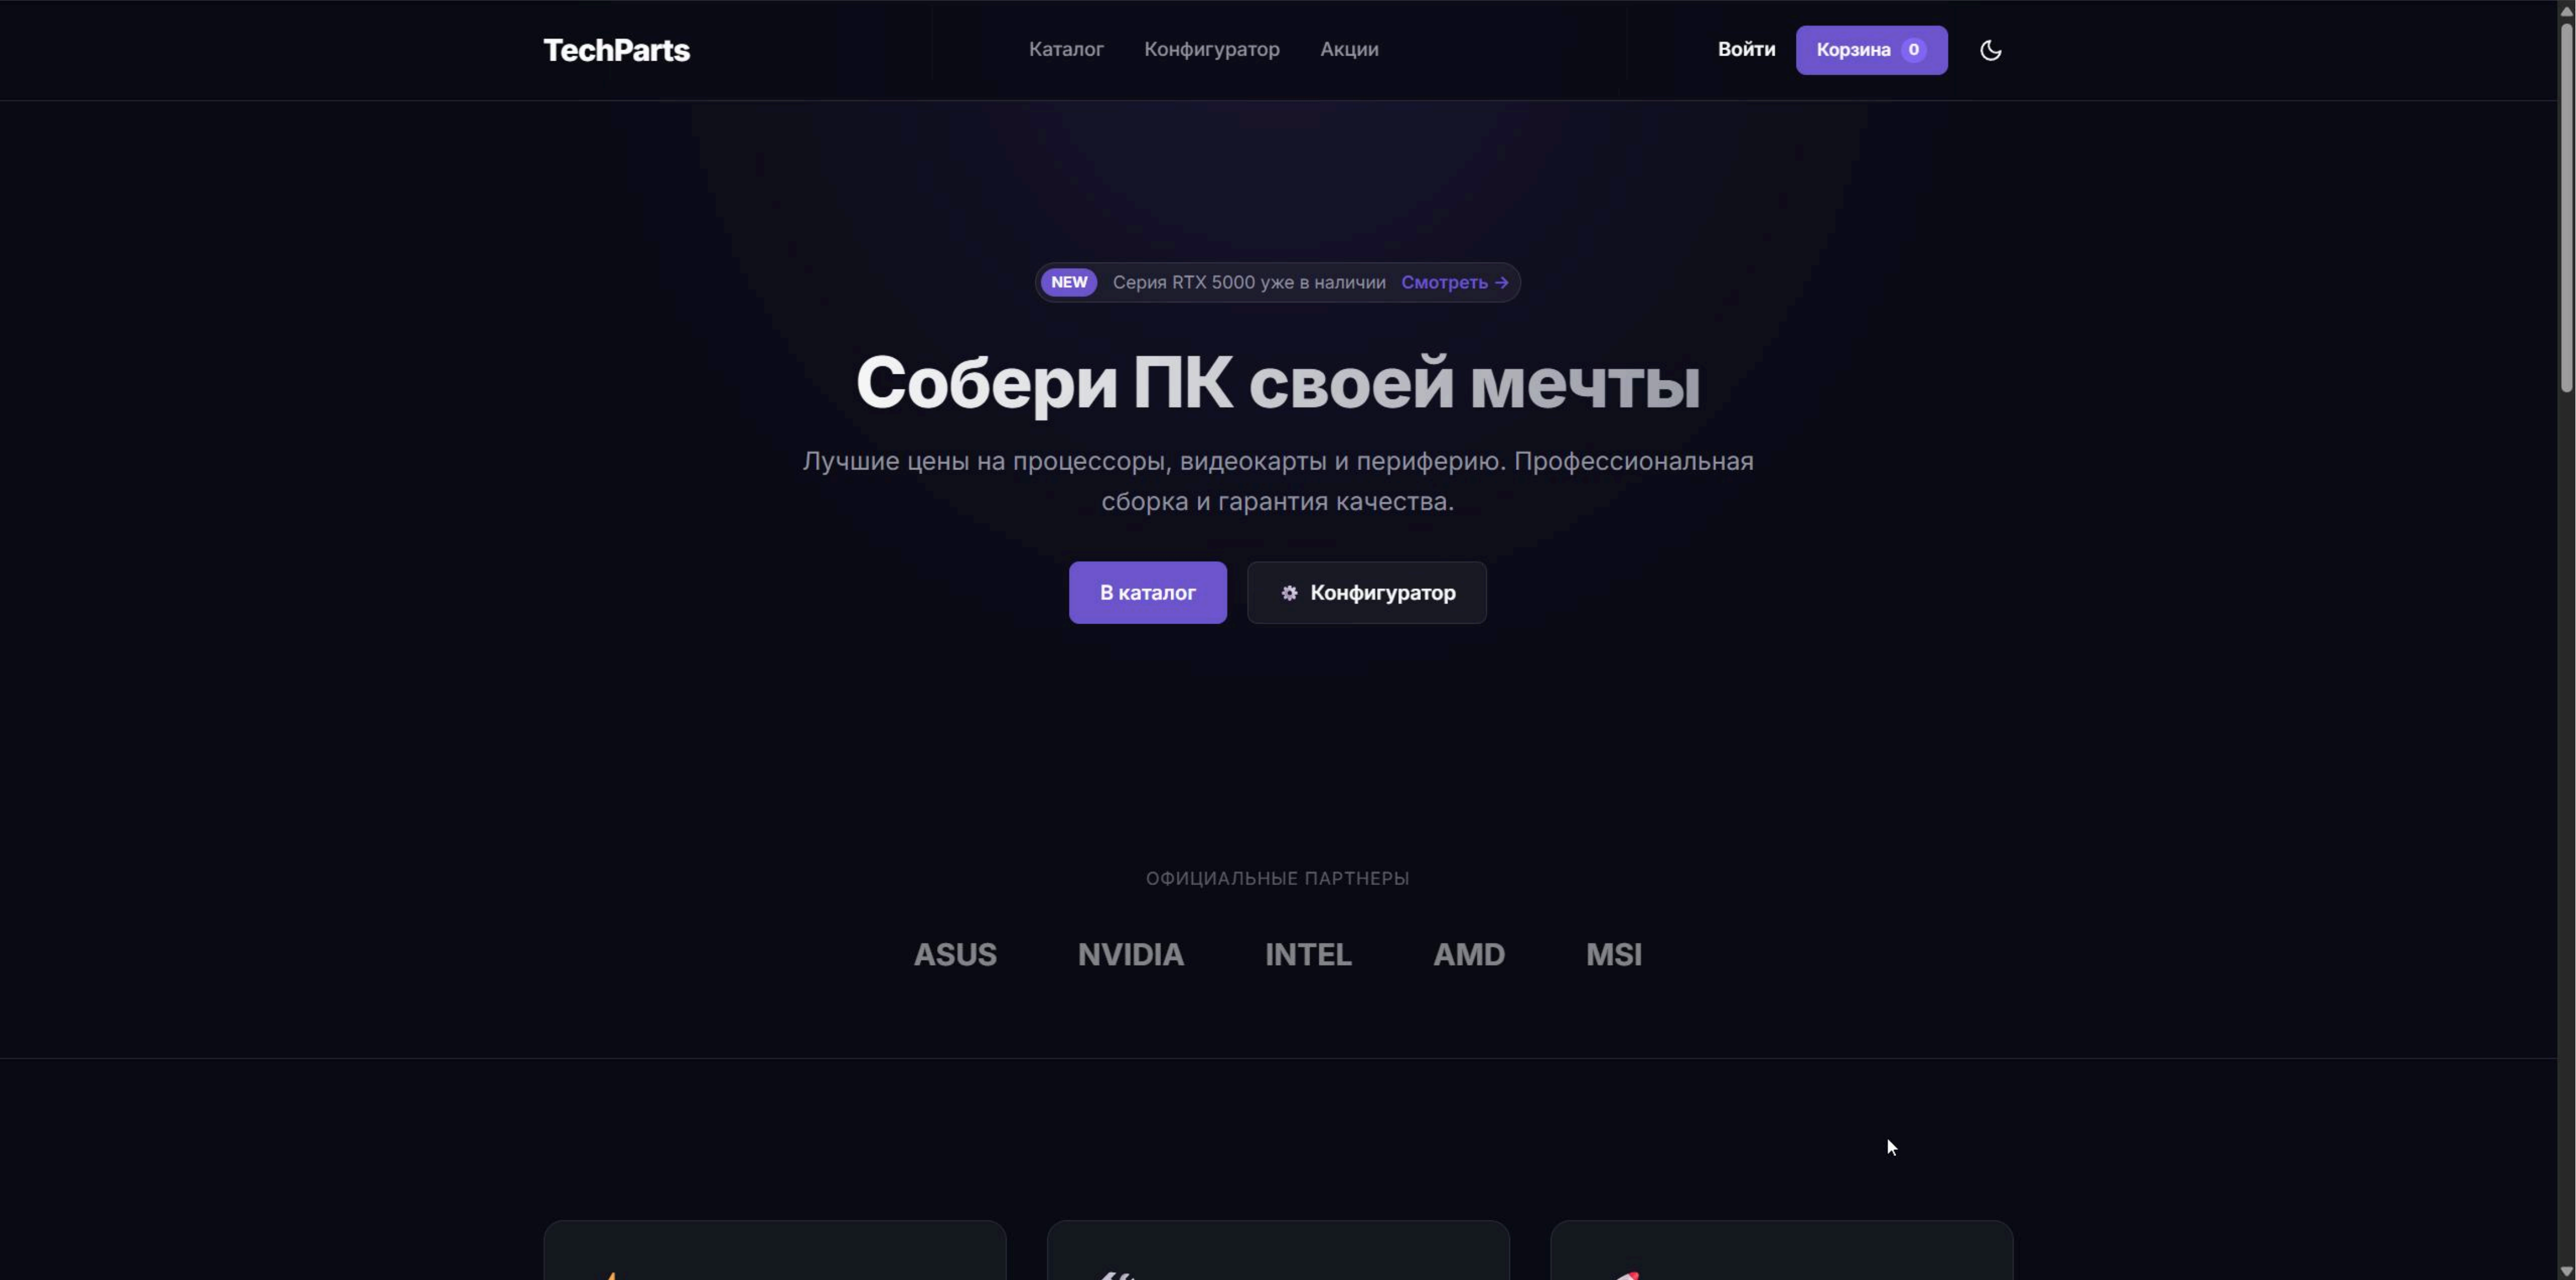 TechParts
Каталог
Конфигуратор
Акции
Войти
Корзина 0
NEW Серия RTX 5000 уже в наличии Смотреть →
Собери ПК своей мечты
Лучшие цены на процессоры, видеокарты и периферию. Профессиональная
сборка и гарантия качества.
В каталог
Конфигуратор
ОФИЦИАЛЬНЫЕ ПАРТНЕРЫ
ASUS
NVIDIA
INTEL
AMD
MSI